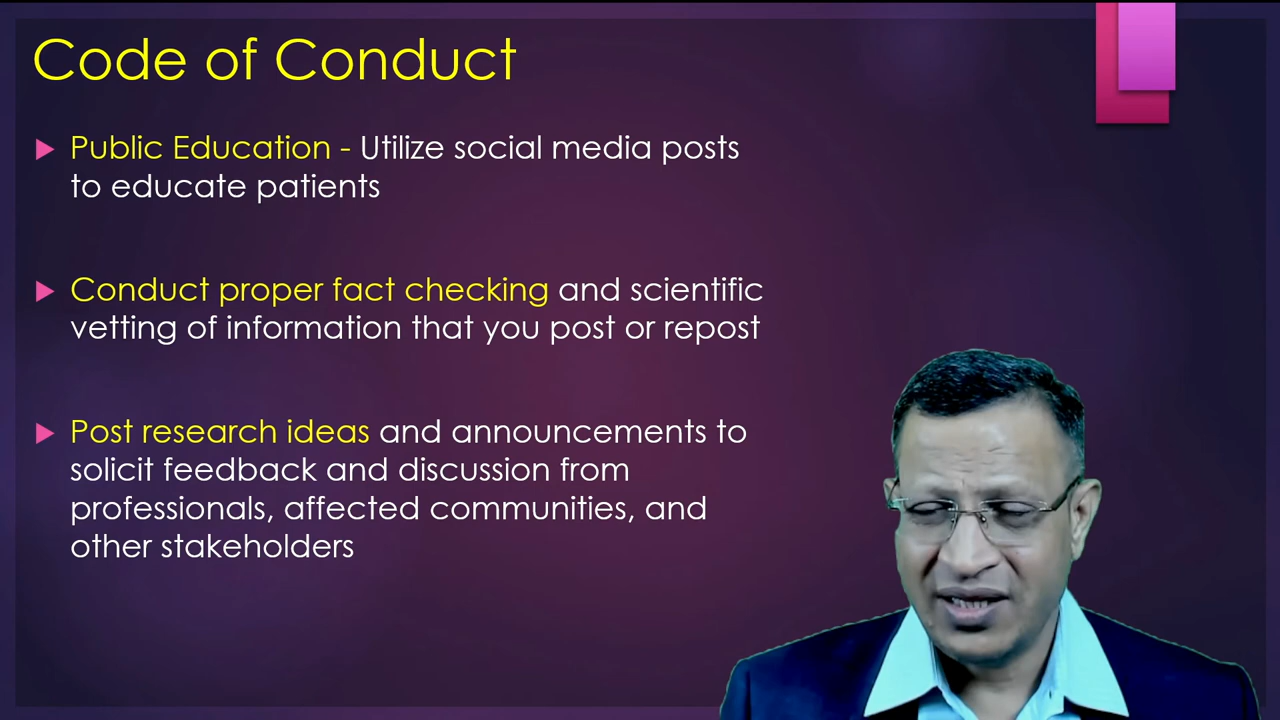 Code of Conduct
Public Education - Utilize social media posts
to educate patients
Conduct proper fact checking and scientific
vetting of information that you post or repost
Post research ideas and announcements to
solicit feedback and discussion from
professionals, affected communities, and
other stakeholders